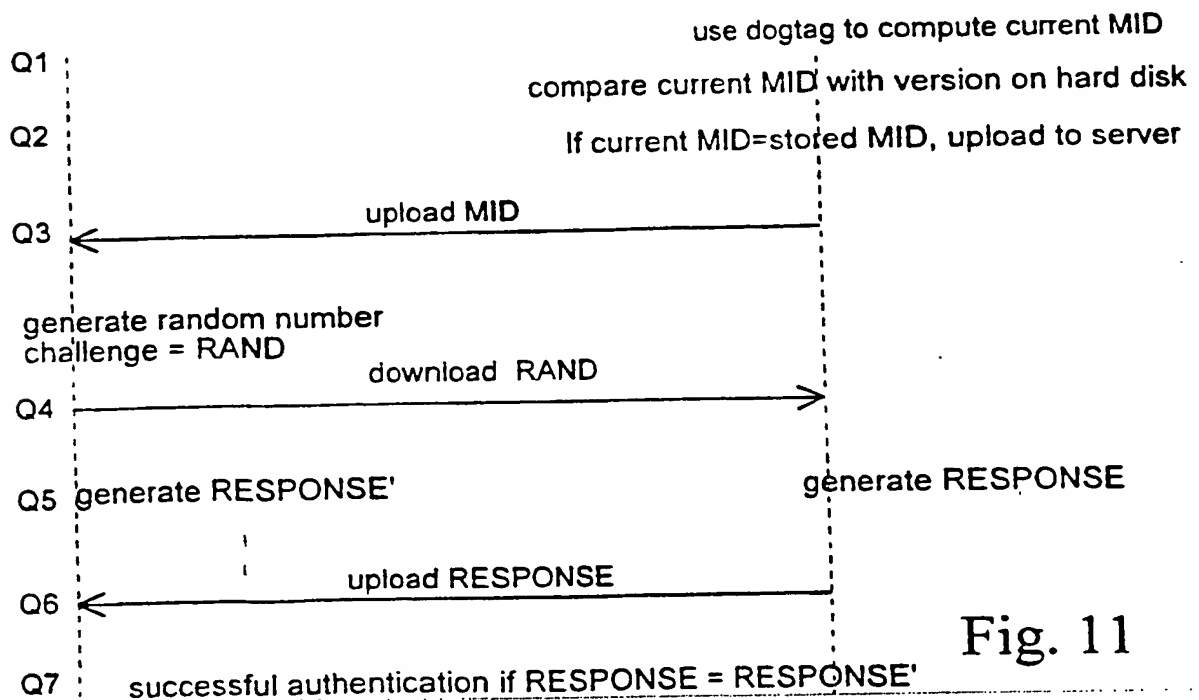 use dogtag to compute current MID
Q1
compare current MID with version on hard disk
Q2
If current MID=stored MID, upload to server
upload MID
Q3
generate random number
challenge = RAND
download RAND
Q4
Q5 generate RESPONSE'
generate RESPONSE
upload RESPONSE
Q6
Fig. 11
Q7 successful authentication if RESPONSE = RESPONSE'